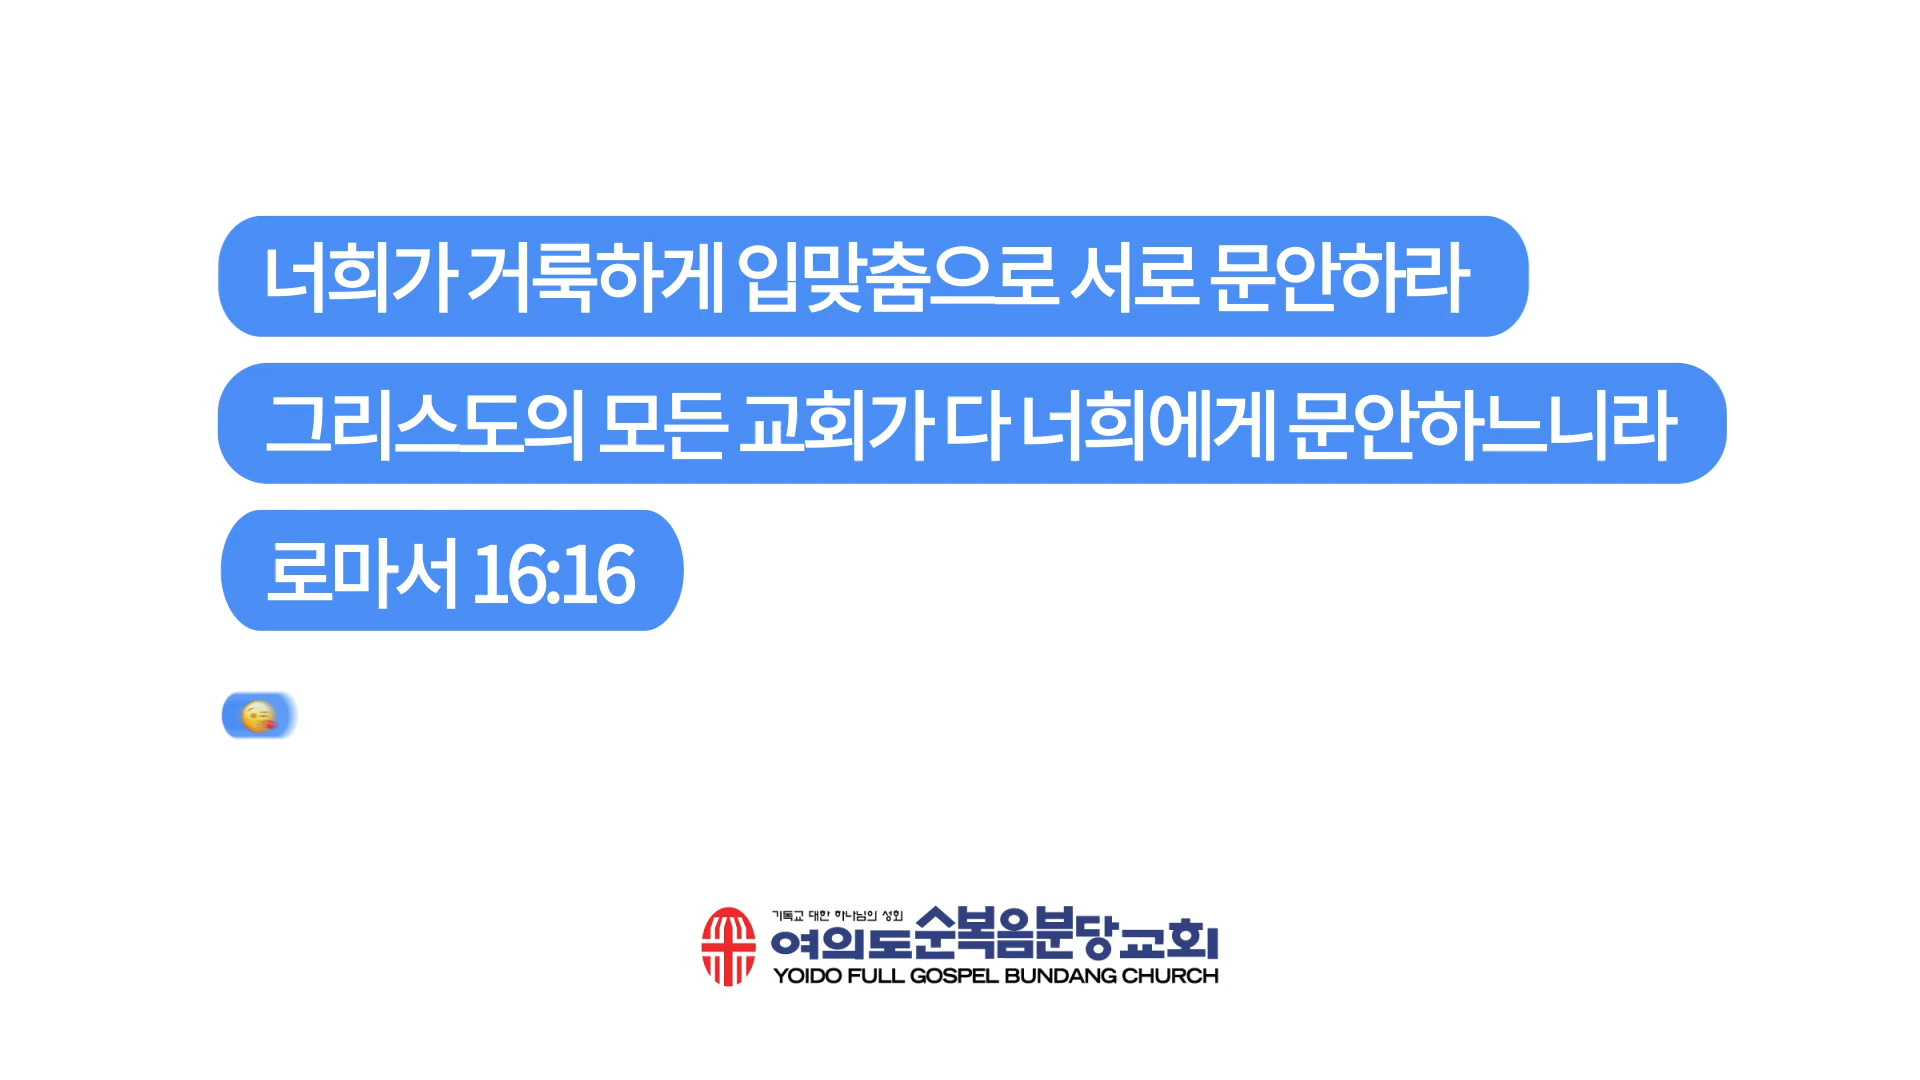 너희가 거룩하게 입맞춤으로 서로 문안하라
그리스도의 모든 교회가 다 너희에게 문안하느니라
로마서 16:16
😘
기독교 대한 하나님의 성회
여의도순복음분당교회
YOIDO FULL GOSPEL BUNDANG CHURCH